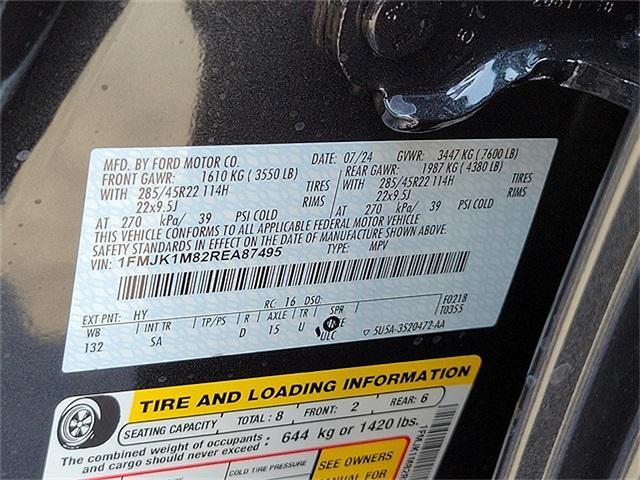 MFD. BY FORD MOTOR CO.
DATE: 07/24 GVWR: 3447 KG ( 7600 LB)
FRONT GAWR: 1610 KG ( 3550 LB)
REAR GAWR: 1987 KG ( 4380 LB)
WITH 285/45R22 114H TIRES
WITH 285/45R22 114H TIRES
22x9.5J RIMS
22x9.5J RIMS
AT 270 kPa/ 39 PSI COLD
AT 270 kPa/ 39 PSI COLD
THIS VEHICLE CONFORMS TO ALL APPLICABLE FEDERAL MOTOR VEHICLE
SAFETY STANDARDS IN EFFECT ON THE DATE OF MANUFACTURE SHOWN ABOVE.
VIN: 1FMJK1M82REA87495 TYPE: MPV
EXT PNT: HY RC: 16 DSO: F0218
WB INT TR TP/PS R AXLE TR SPR T0355
132 SA D 15 U
ULC 5U5A-3520472-AA
TIRE AND LOADING INFORMATION
SEATING CAPACITY TOTAL: 8 FRONT: 2 REAR: 6
The combined weight of occupants and cargo should never exceed: 644 kg or 1420 lbs.
COLD TIRE PRESSURE
SEE OWNERS
MANUAL FOR